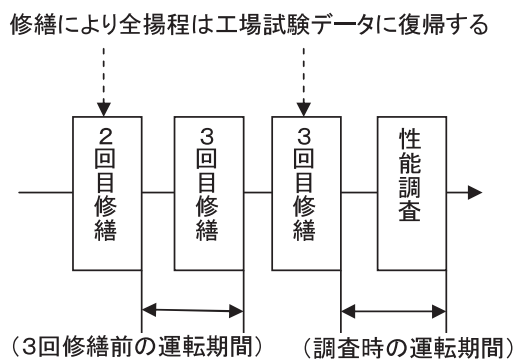 修繕により全揚程は工場試験データに復帰する
2回目修繕
3回目修繕
3回目修繕
性能調査
(3回修繕前の運転期間)
(調査時の運転期間)